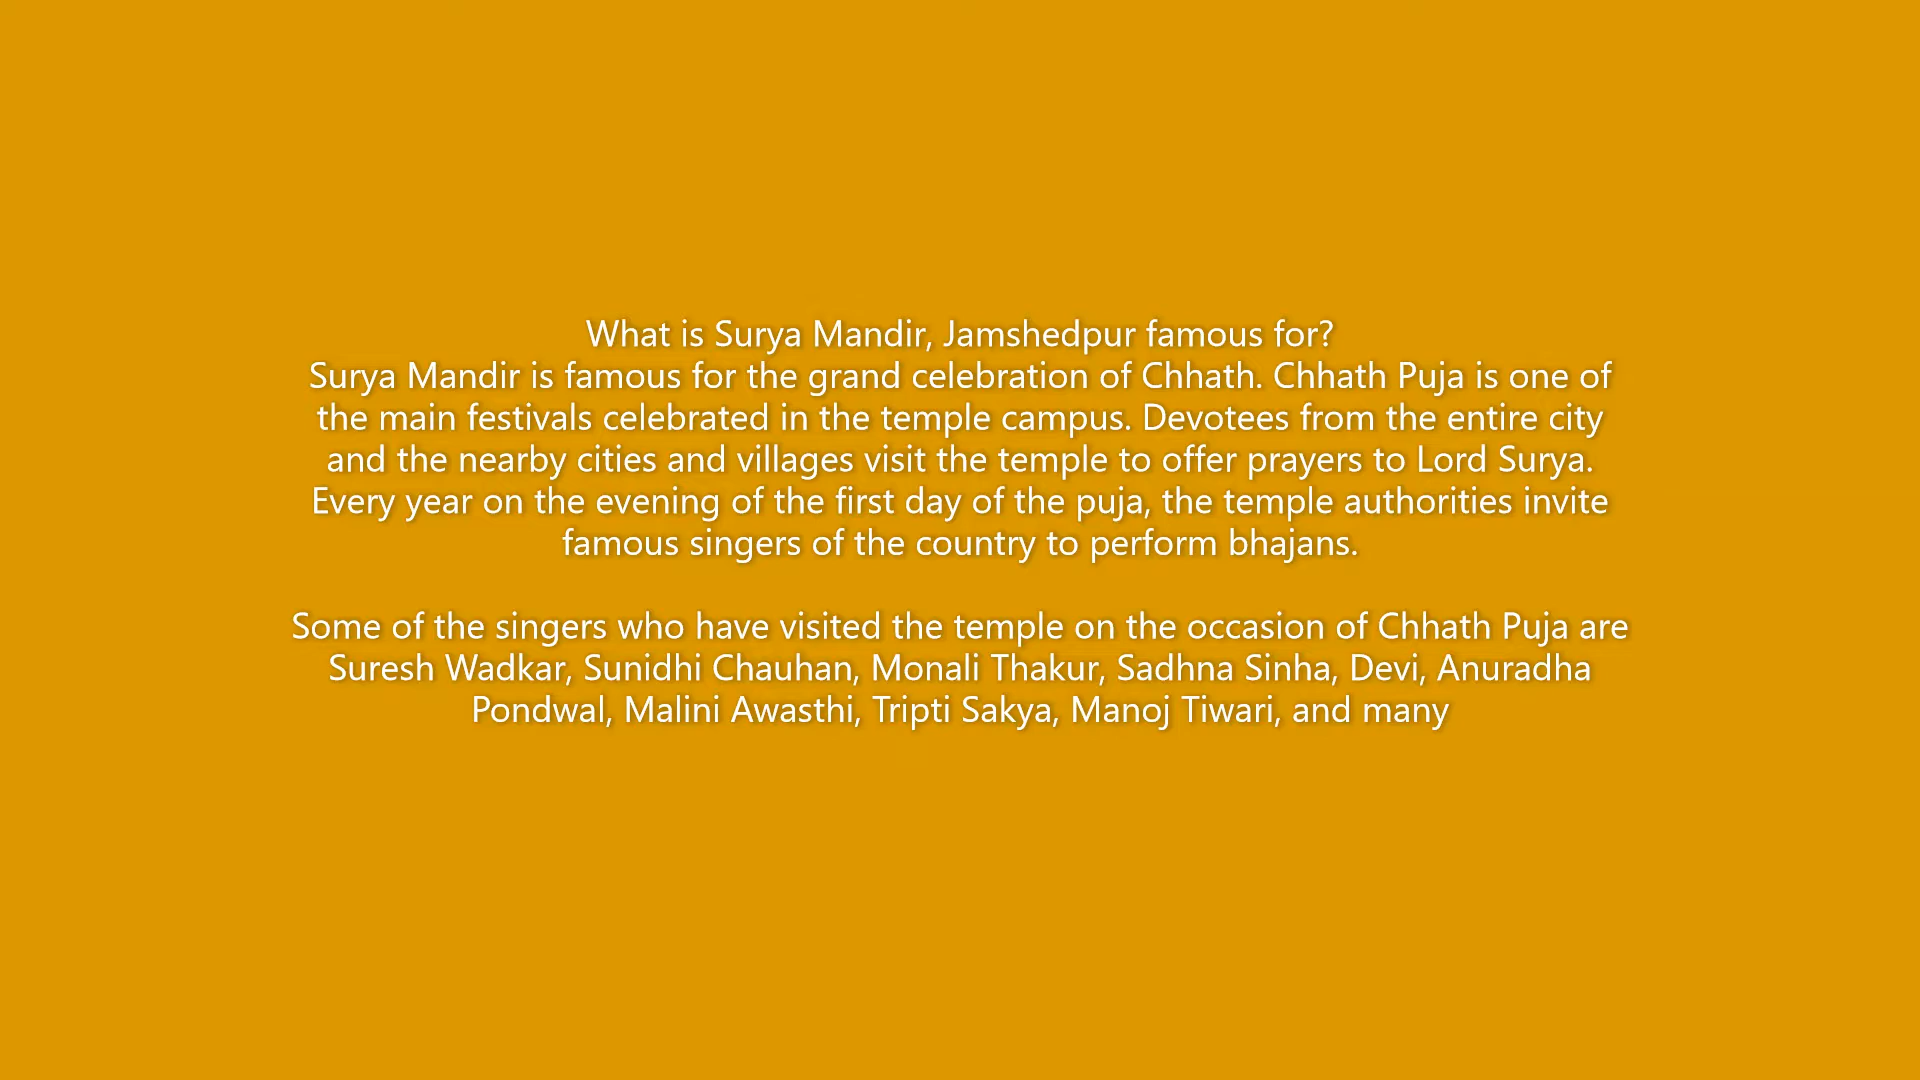 What is Surya Mandir, Jamshedpur famous for?
Surya Mandir is famous for the grand celebration of Chhath. Chhath Puja is one of
the main festivals celebrated in the temple campus. Devotees from the entire city
and the nearby cities and villages visit the temple to offer prayers to Lord Surya.
Every year on the evening of the first day of the puja, the temple authorities invite
famous singers of the country to perform bhajans.
Some of the singers who have visited the temple on the occasion of Chhath Puja are
Suresh Wadkar, Sunidhi Chauhan, Monali Thakur, Sadhna Sinha, Devi, Anuradha
Pondwal, Malini Awasthi, Tripti Sakya, Manoj Tiwari, and many